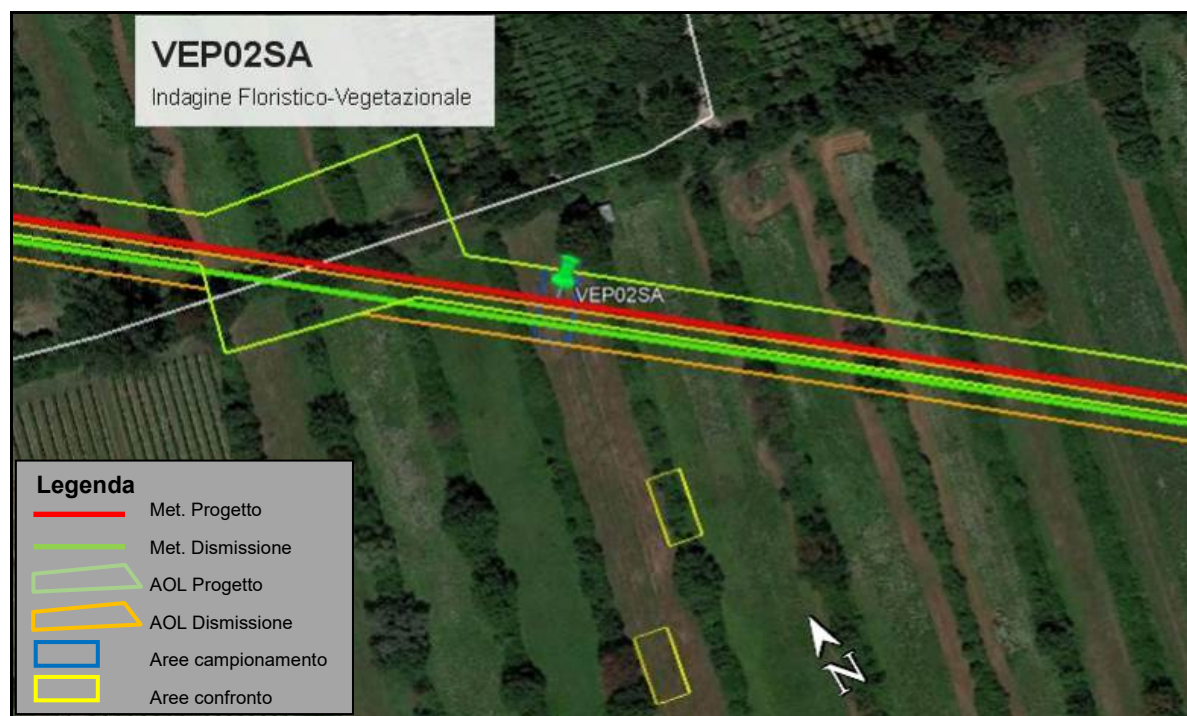 VEP02SA
Indagine Floristico-Vegetazionale
VEP02SA
Legenda
Met. Progetto
Met. Dismissione
AOL Progetto
AOL Dismissione
Aree campionamento
Aree confronto
N